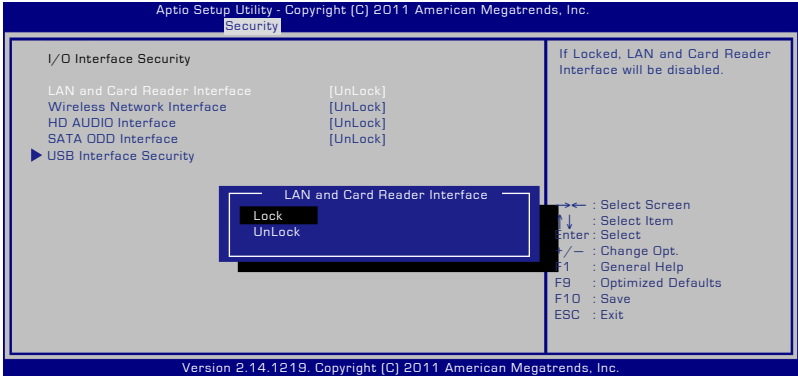 Aptio Setup Utility - Copyright (C) 2011 American Megatrends, Inc.
Security
I/O Interface Security
LAN and Card Reader Interface [UnLock]
Wireless Network Interface [UnLock]
HD AUDIO Interface [UnLock]
SATA ODD Interface [UnLock]
USB Interface Security
If Locked, LAN and Card Reader
Interface will be disabled.
LAN and Card Reader Interface
Lock
UnLock
→← : Select Screen
↑↓ : Select Item
Enter : Select
+/— : Change Opt.
F1 : General Help
F9 : Optimized Defaults
F10 : Save
ESC : Exit
Version 2.14.1219. Copyright (C) 2011 American Megatrends, Inc.